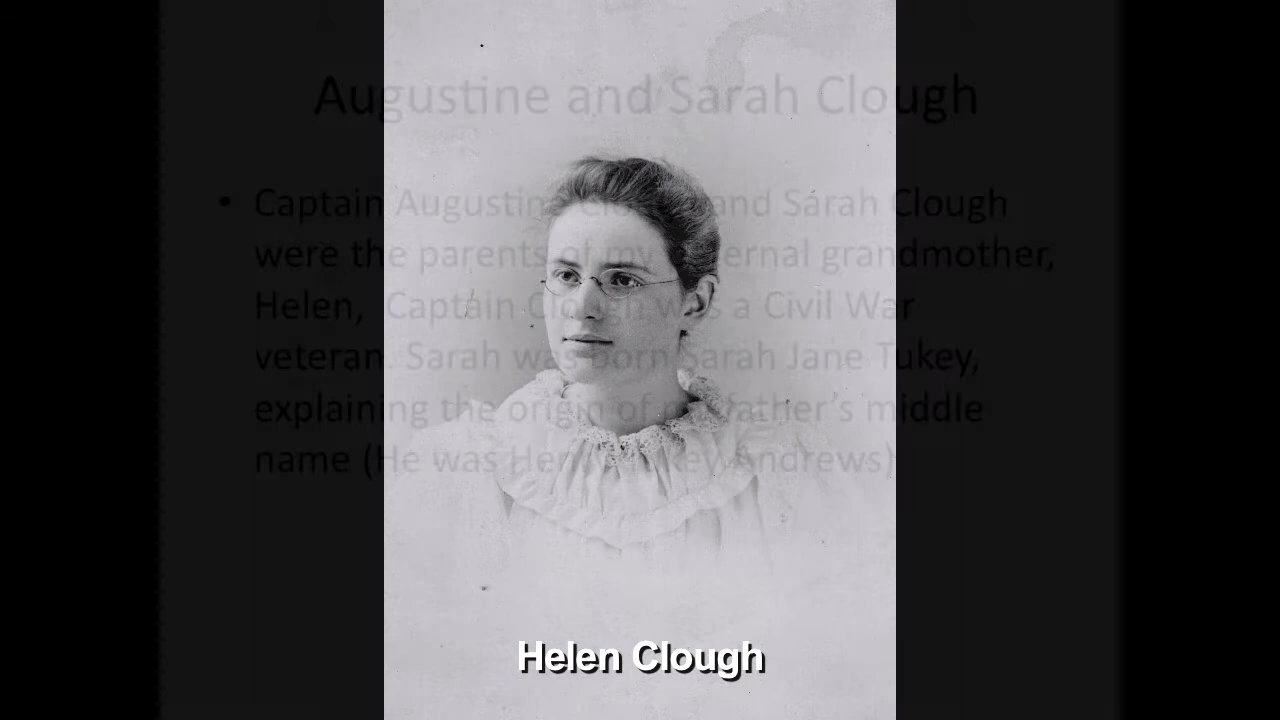 Augustine and Sarah Clough
• Captain Augustine and Sarah Clough
were the parents of my ernal grandmother,
Helen, Captain Clough was a Civil War
veteran. Sarah was born Sarah Jane Tukey,
explaining the origin of father's middle
name (He was Henry Tukey Andrews)
Helen Clough